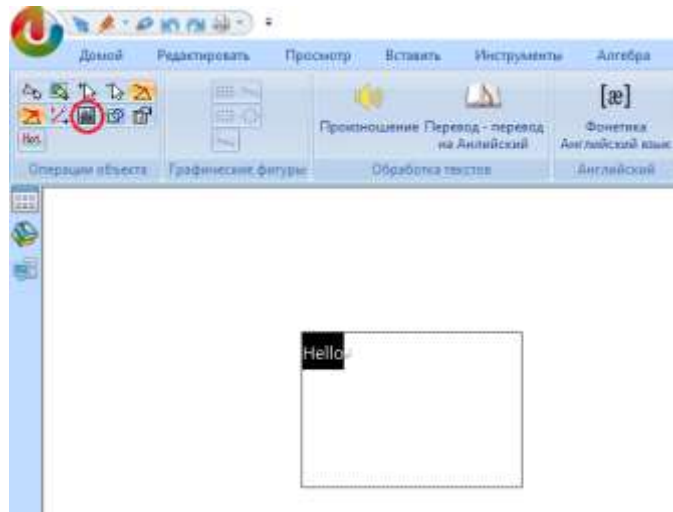 Домой Редактировать Просмотр Вставить Инструменты Алгебра
[æ]
Произношение Перевод - перевод Фонетика
на Анлийский Английский язык
Операции объекта Графические фигуры Обработка текстов Английский
Hello